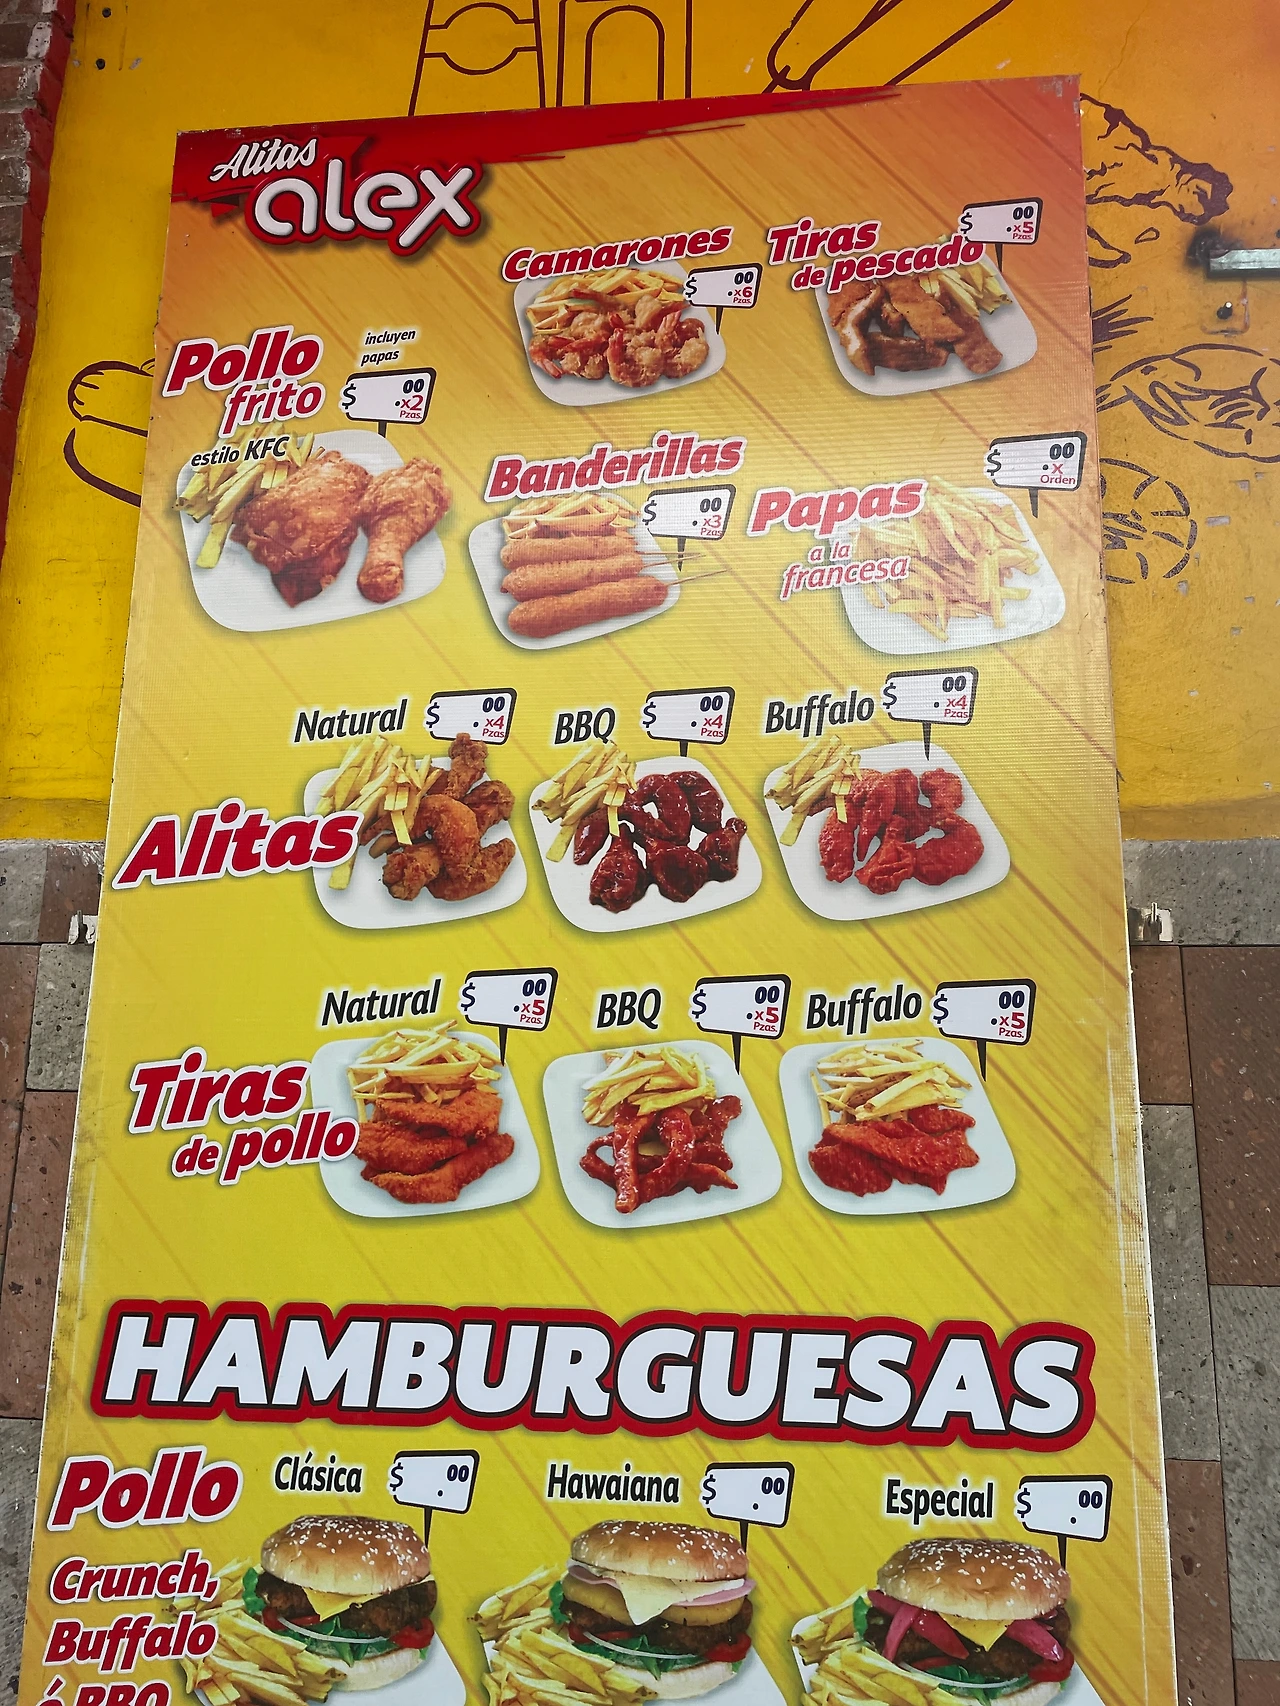 Alitas
alex
Camarones
$ .00 x6 Pzas.
Tiras
de pescado
$ .00 x5 Pzas.
Pollo
frito
estilo KFC
incluyen
papas
$ .00 x2 Pzas.
Banderillas
$ .00 x3 Pzas.
Papas
a la
francesa
$ .00 x Orden
Alitas
Natural
$ .00 x4 Pzas.
BBQ
$ .00 x4 Pzas.
Buffalo
$ .00 x4 Pzas.
Tiras
de pollo
Natural
$ .00 x5 Pzas.
BBQ
$ .00 x5 Pzas.
Buffalo
$ .00 x5 Pzas.
HAMBURGUESAS
Pollo
Crunch,
Buffalo
ó BBQ
Clásica
$ .00
Hawaiana
$ .00
Especial
$ .00